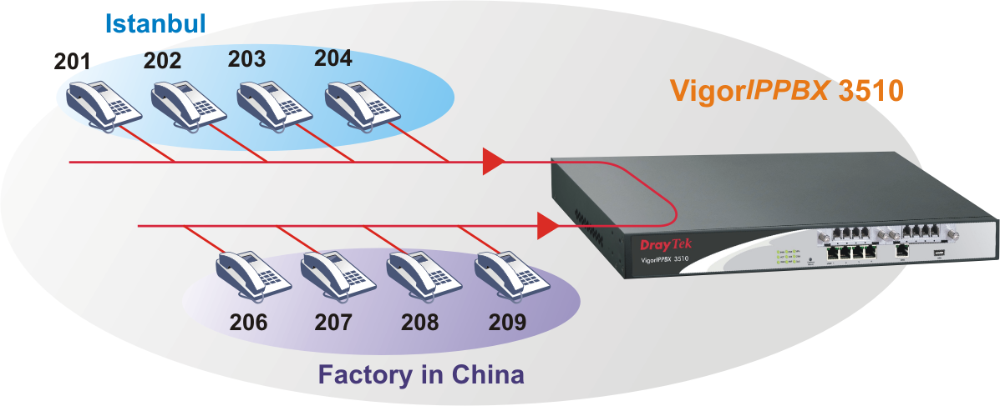 Istanbul
201 202 203 204
VigorIPPBX 3510
DrayTek
VigorIPPBX 3510
206 207 208 209
Factory in China